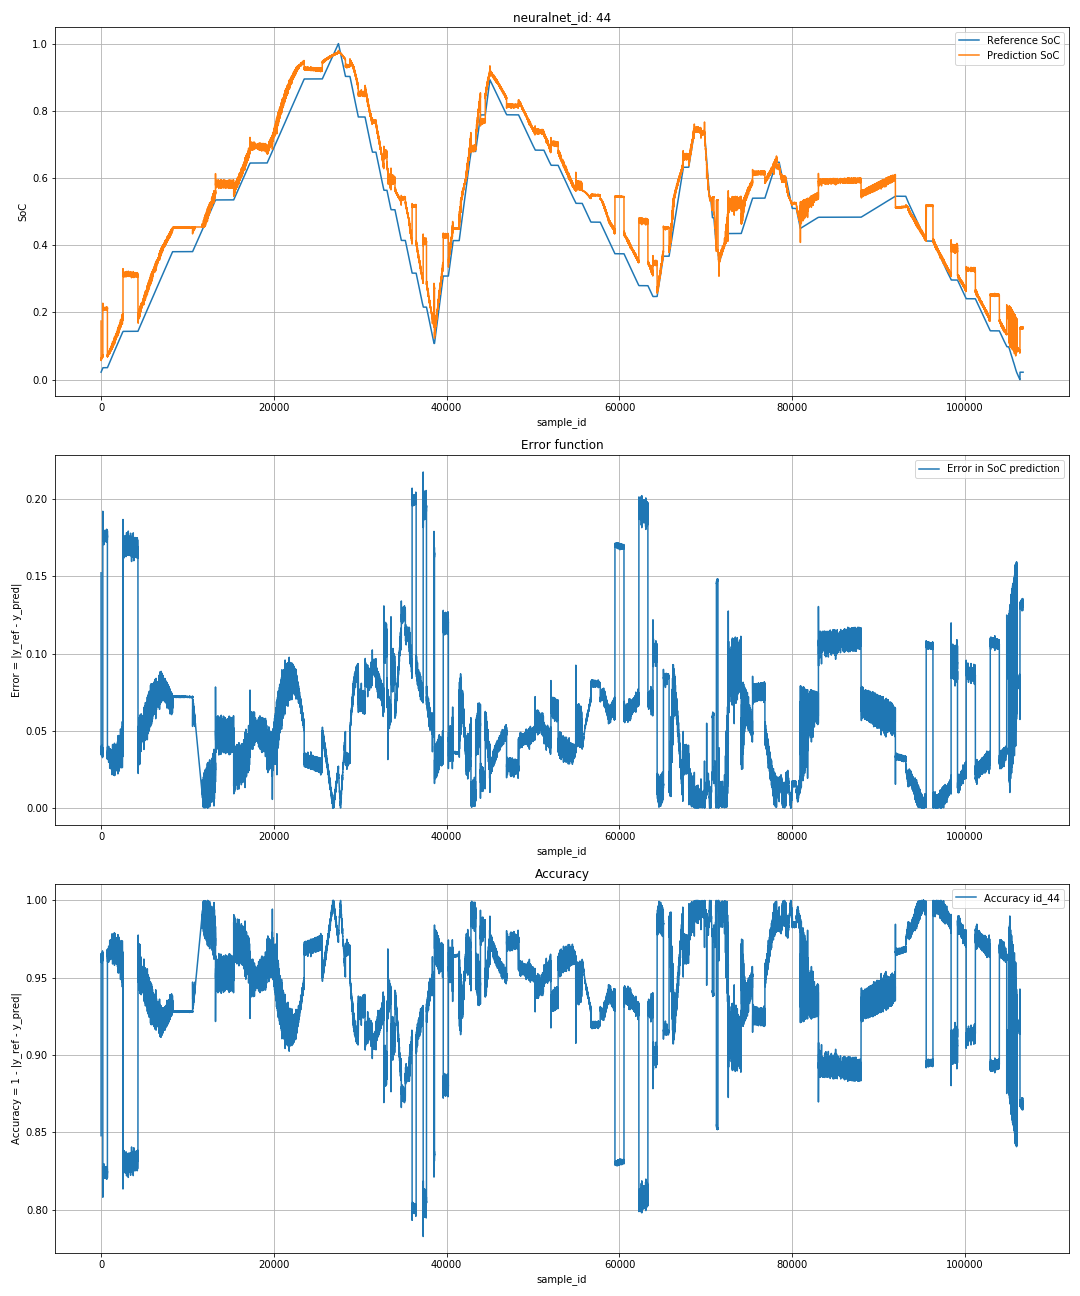 neuralnet_id: 44
Reference SoC
Prediction SoC
1.0
0.8
0.6
0.4
0.2
0.0
SoC
0
20000
40000
60000
80000
100000
sample_id
Error function
Error in SoC prediction
0.20
0.15
0.10
0.05
0.00
Error = |y_ref - y_pred|
0
20000
40000
60000
80000
100000
sample_id
Accuracy
Accuracy id_44
1.00
0.95
0.90
0.85
0.80
Accuracy = 1 - |y_ref - y_pred|
0
20000
40000
60000
80000
100000
sample_id